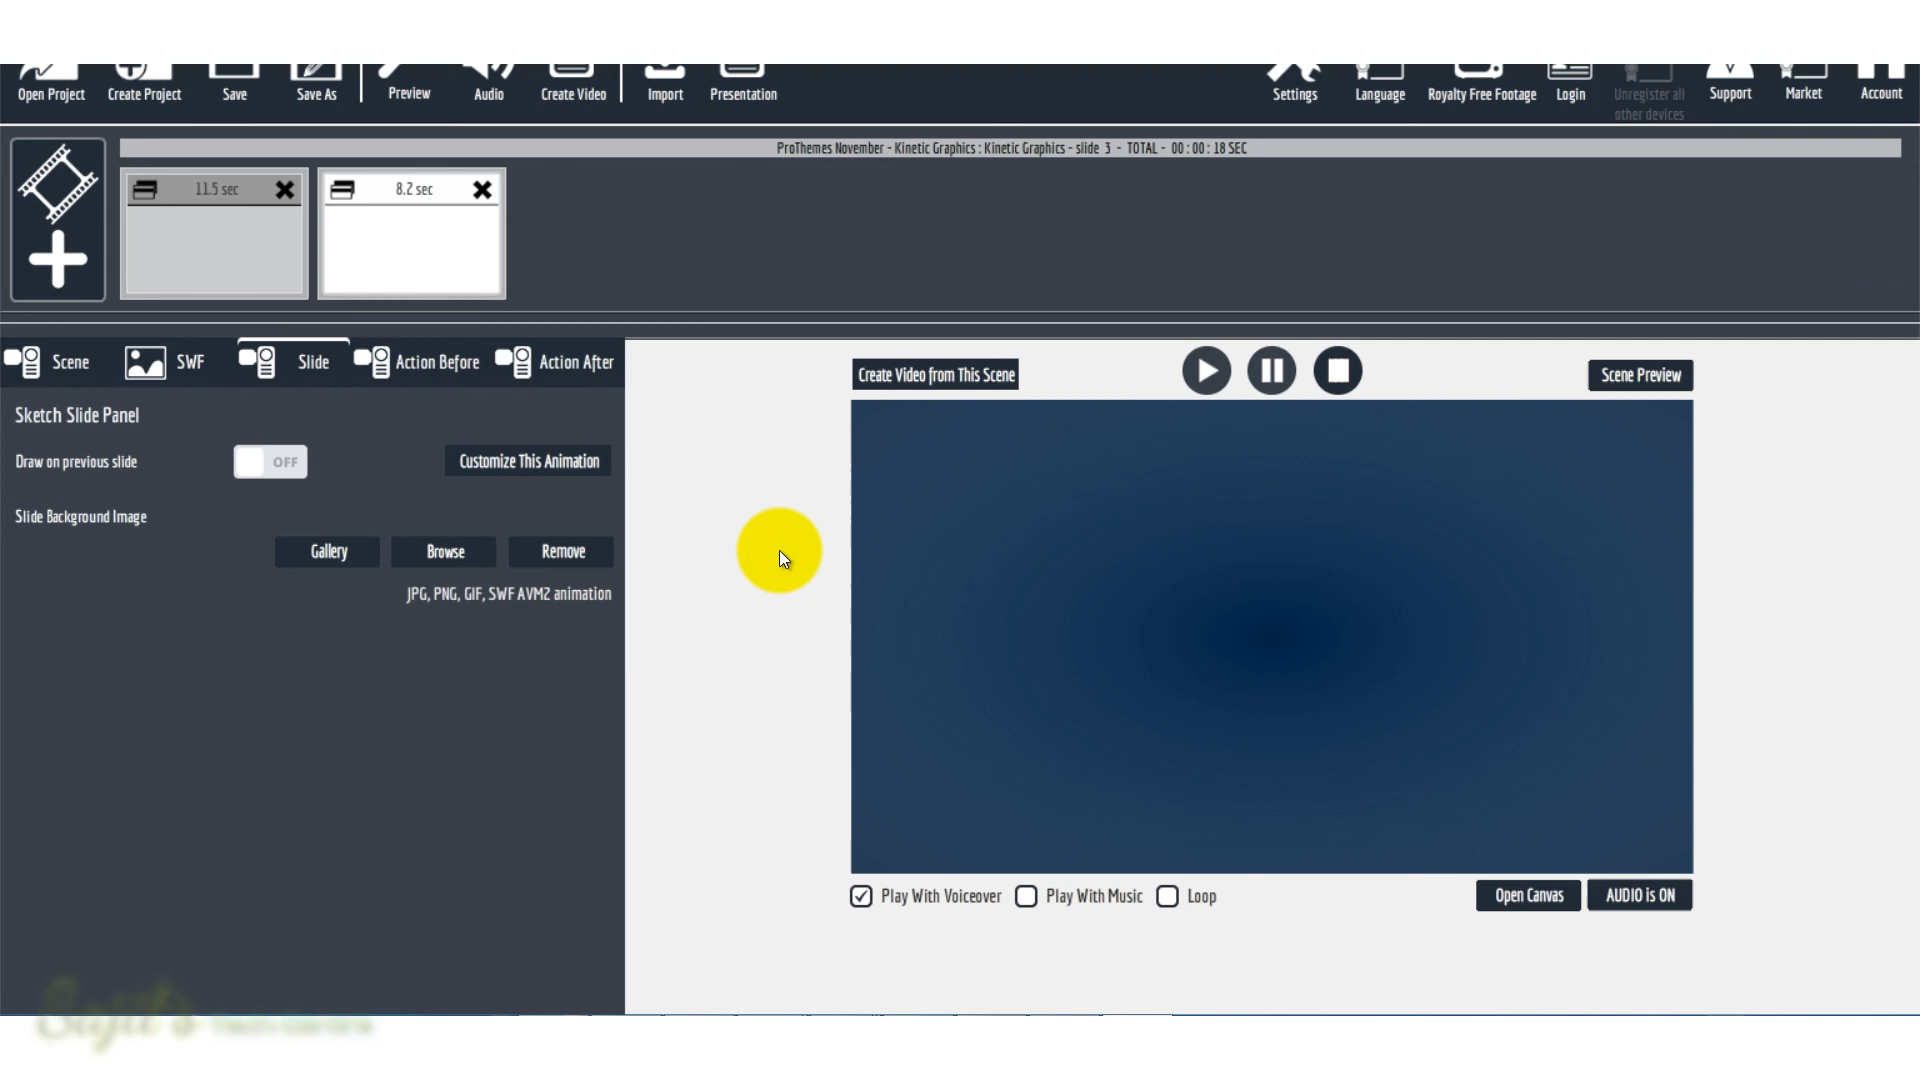 Open Project Create Project Save Save As Preview Audio Create Video Import Presentation Settings Language Royalty Free Footage Login Unregister all other devices Support Market Account
ProThemes November - Kinetic Graphics : Kinetic Graphics - slide 3 - TOTAL - 00 : 00 : 18 SEC
11.5 sec 8.2 sec
Scene SWF Slide Action Before Action After
Create Video from This Scene Scene Preview
Sketch Slide Panel
Draw on previous slide OFF Customize This Animation
Slide Background Image
Gallery Browse Remove
JPG, PNG, GIF, SWF AVM2 animation
Play With Voiceover Play With Music Loop Open Canvas AUDIO is ON